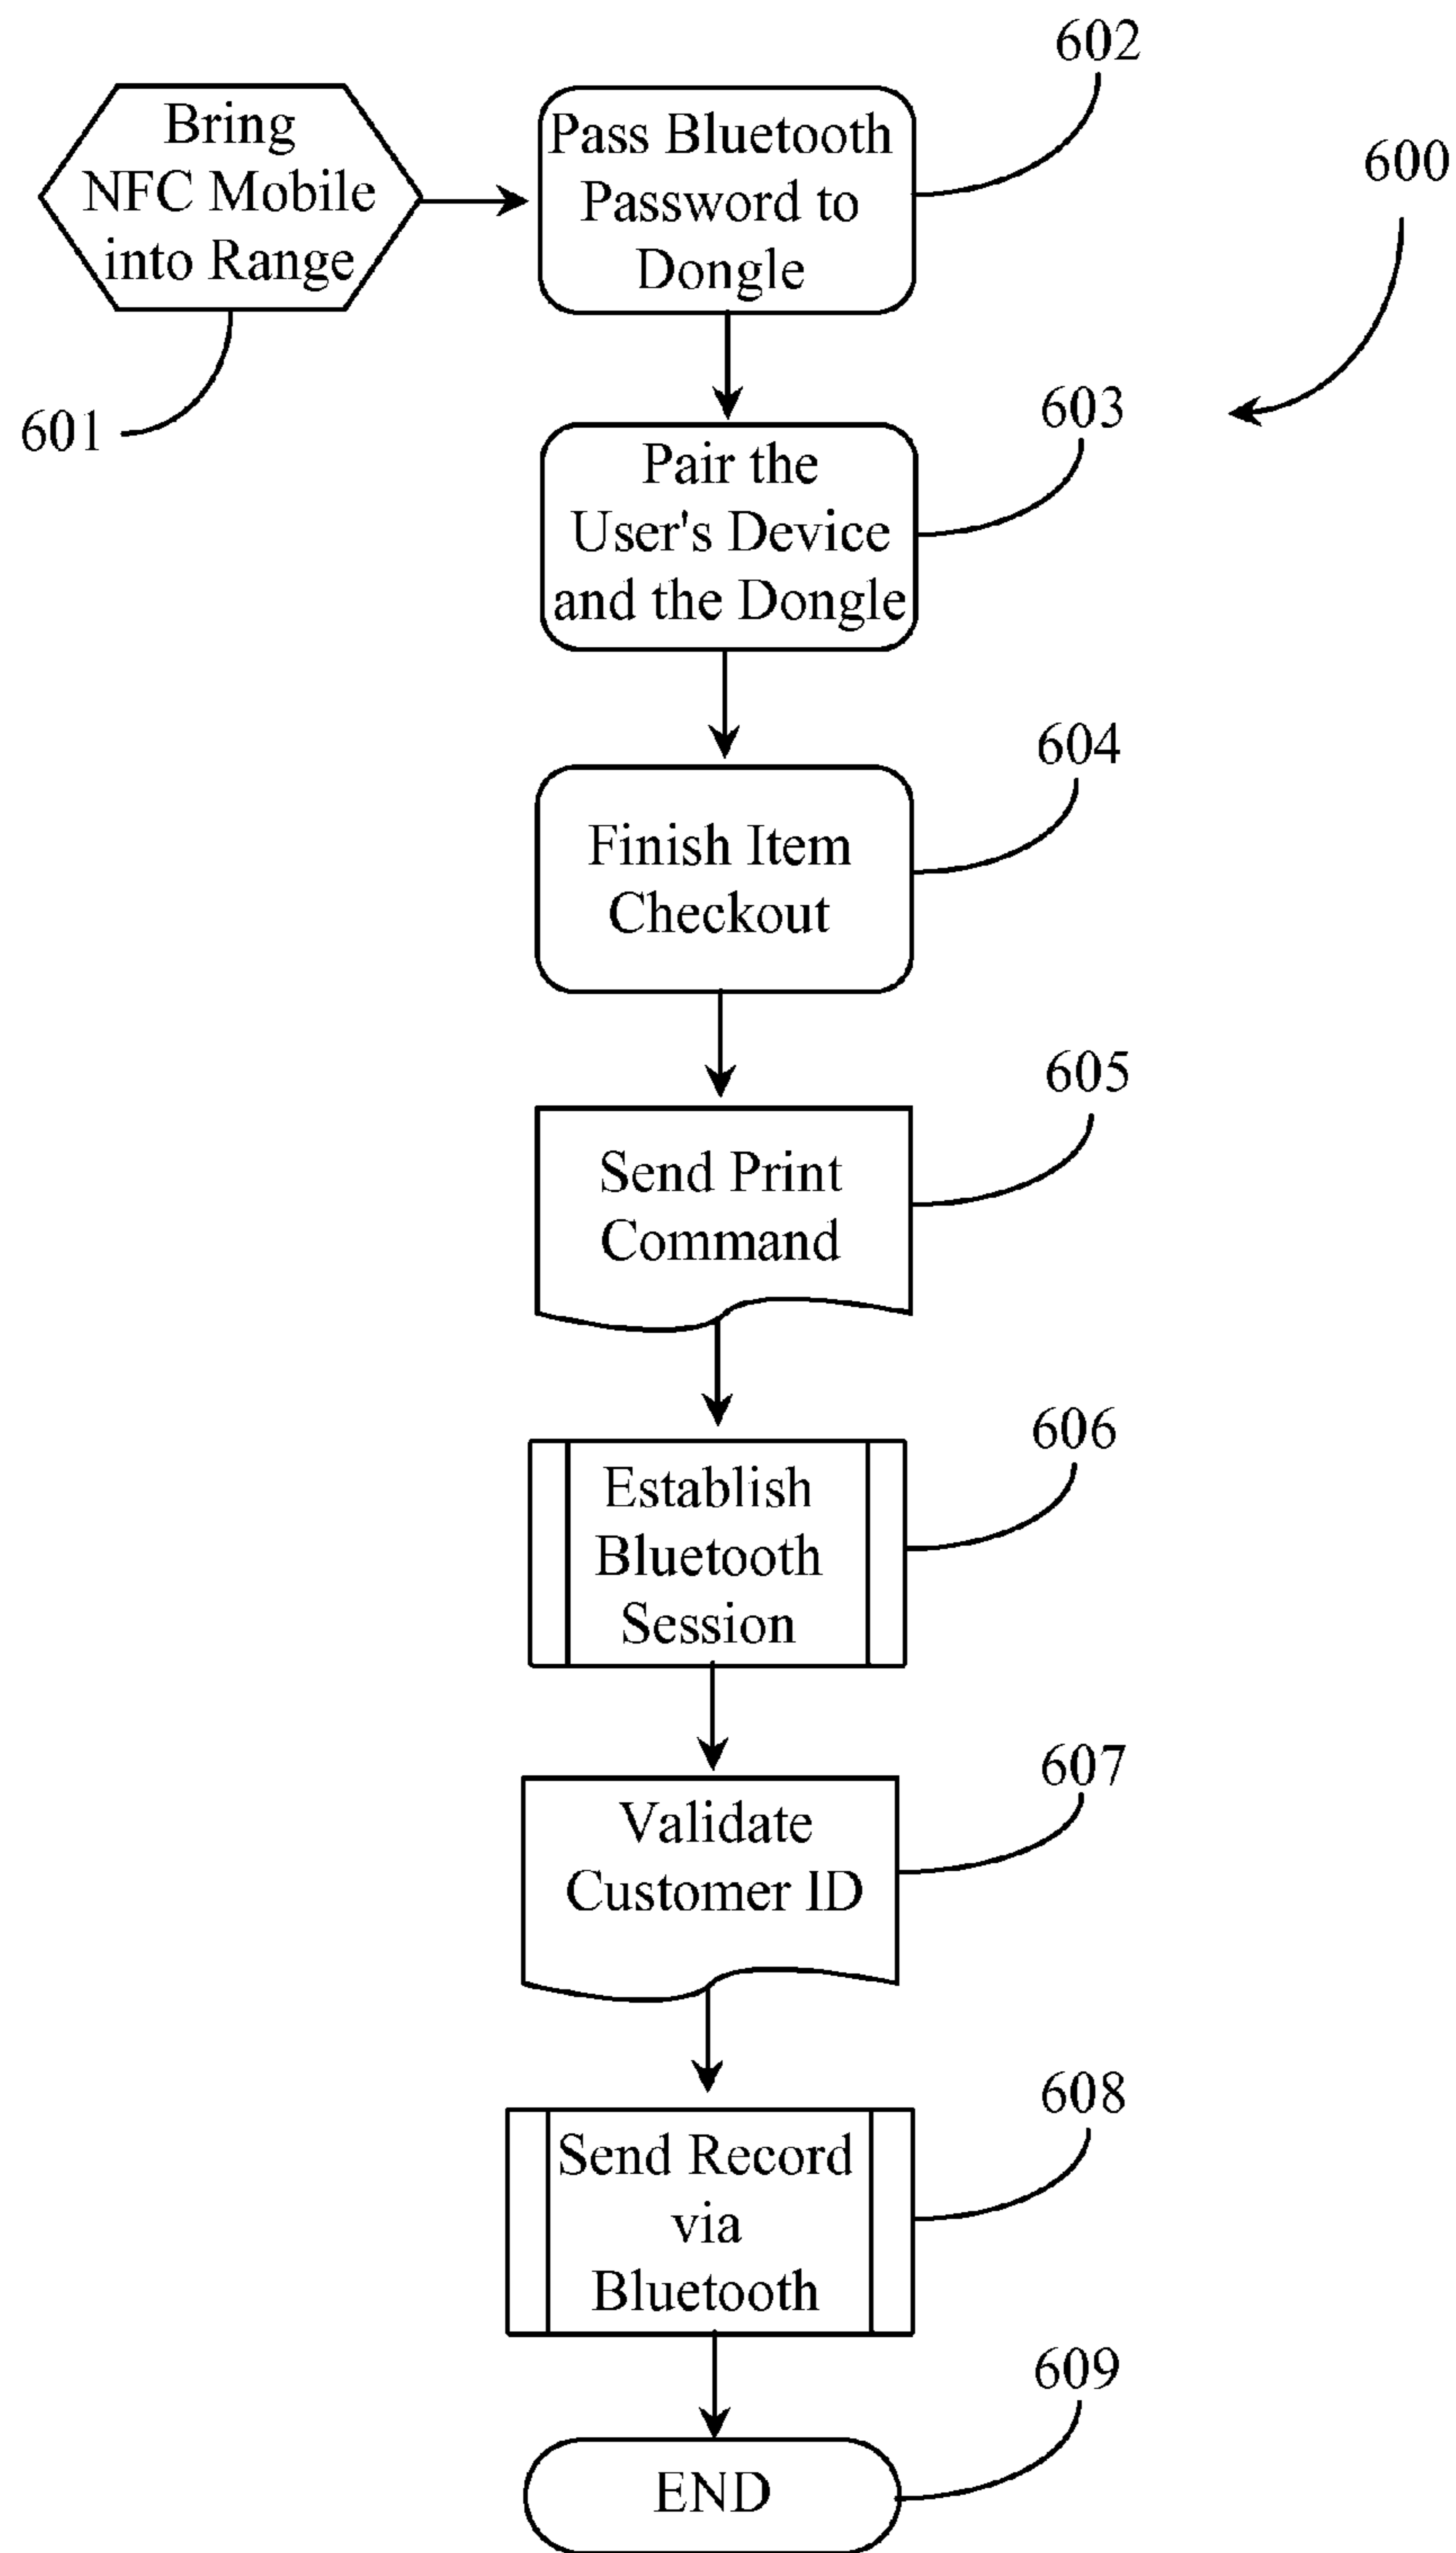 602
Bring
NFC Mobile
into Range
Pass Bluetooth
Password to
Dongle
600
601
603
Pair the
User's Device
and the Dongle
604
Finish Item
Checkout
605
Send Print
Command
606
Establish
Bluetooth
Session
607
Validate
Customer ID
608
Send Record
via
Bluetooth
609
END